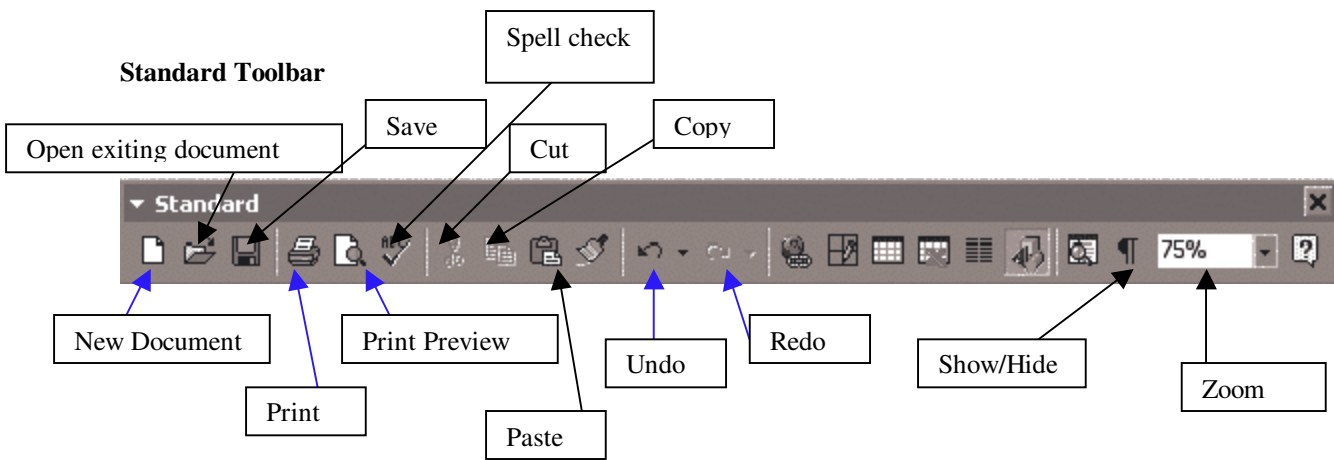 Spell check
Standard Toolbar
Save
Copy
Open exiting document
Cut
Standard
ABC
75%
New Document
Print Preview
Undo
Redo
Show/Hide
Zoom
Print
Paste